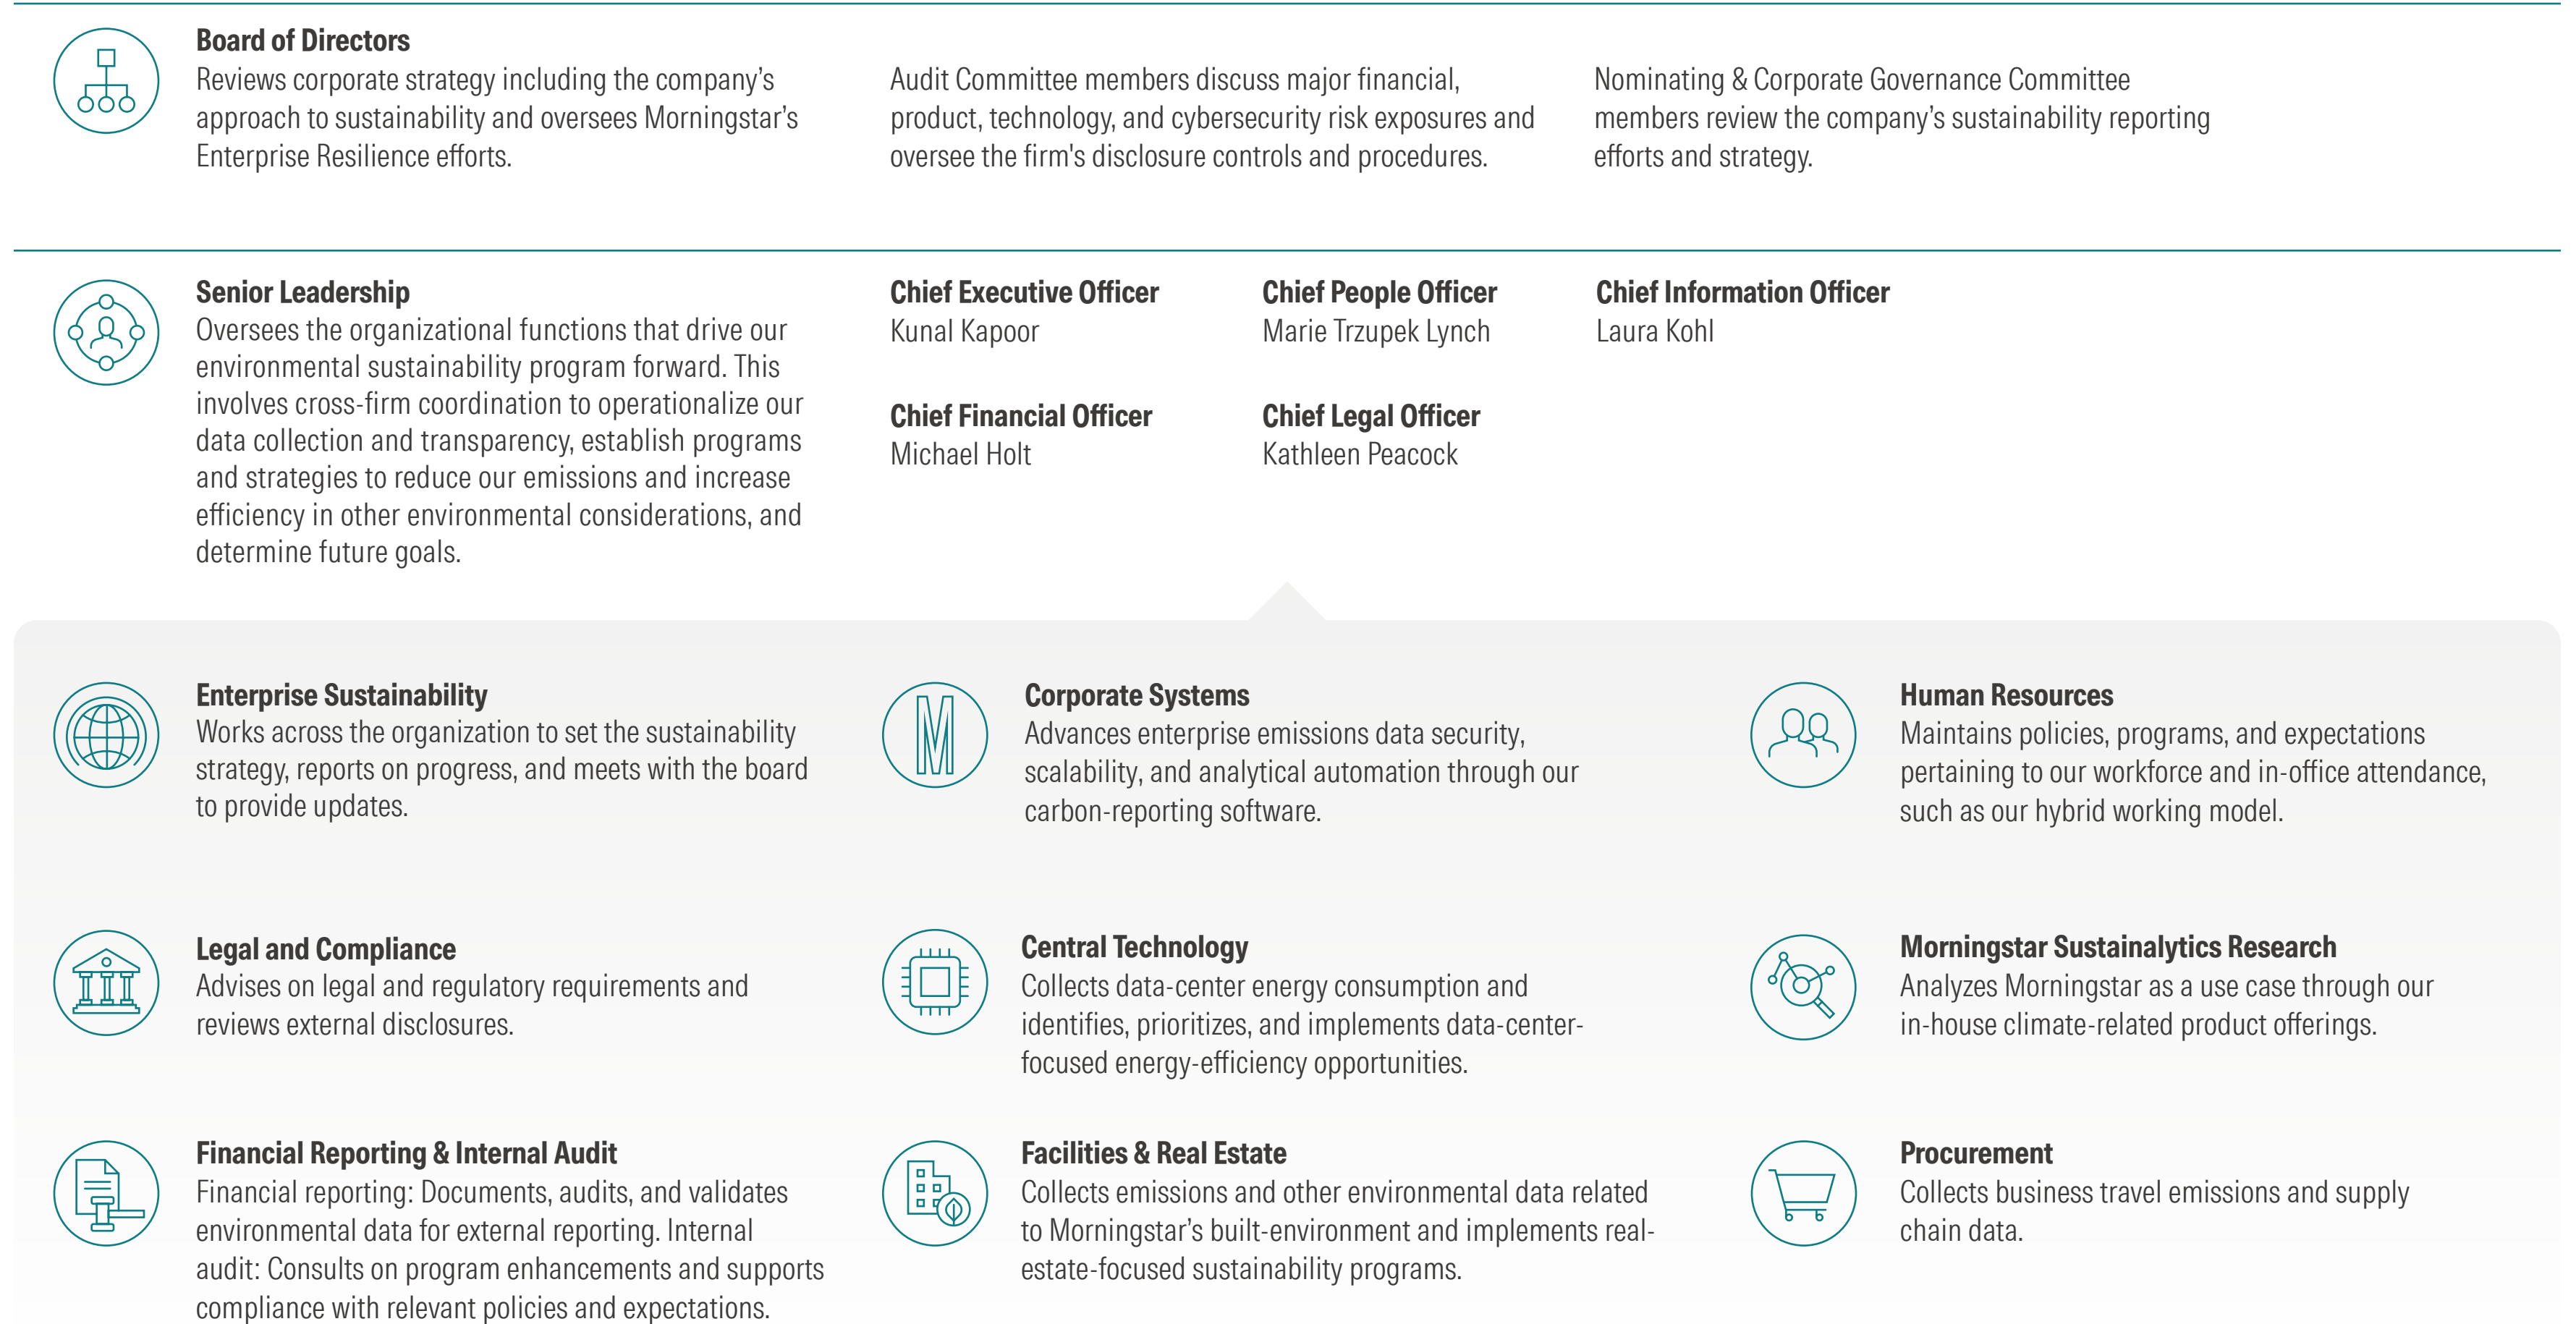 Board of Directors
Reviews corporate strategy including the company’s
approach to sustainability and oversees Morningstar’s
Enterprise Resilience efforts.
Audit Committee members discuss major financial,
product, technology, and cybersecurity risk exposures and
oversee the firm's disclosure controls and procedures.
Nominating & Corporate Governance Committee
members review the company’s sustainability reporting
efforts and strategy.
Senior Leadership
Oversees the organizational functions that drive our
environmental sustainability program forward. This
involves cross-firm coordination to operationalize our
data collection and transparency, establish programs
and strategies to reduce our emissions and increase
efficiency in other environmental considerations, and
determine future goals.
Chief Executive Officer
Kunal Kapoor
Chief People Officer
Marie Trzupek Lynch
Chief Information Officer
Laura Kohl
Chief Financial Officer
Michael Holt
Chief Legal Officer
Kathleen Peacock
Enterprise Sustainability
Works across the organization to set the sustainability
strategy, reports on progress, and meets with the board
to provide updates.
M
Corporate Systems
Advances enterprise emissions data security,
scalability, and analytical automation through our
carbon-reporting software.
Human Resources
Maintains policies, programs, and expectations
pertaining to our workforce and in-office attendance,
such as our hybrid working model.
Legal and Compliance
Advises on legal and regulatory requirements and
reviews external disclosures.
Central Technology
Collects data-center energy consumption and
identifies, prioritizes, and implements data-center-
focused energy-efficiency opportunities.
Morningstar Sustainalytics Research
Analyzes Morningstar as a use case through our
in-house climate-related product offerings.
Financial Reporting & Internal Audit
Financial reporting: Documents, audits, and validates
environmental data for external reporting. Internal
audit: Consults on program enhancements and supports
compliance with relevant policies and expectations.
Facilities & Real Estate
Collects emissions and other environmental data related
to Morningstar’s built-environment and implements real-
estate-focused sustainability programs.
Procurement
Collects business travel emissions and supply
chain data.